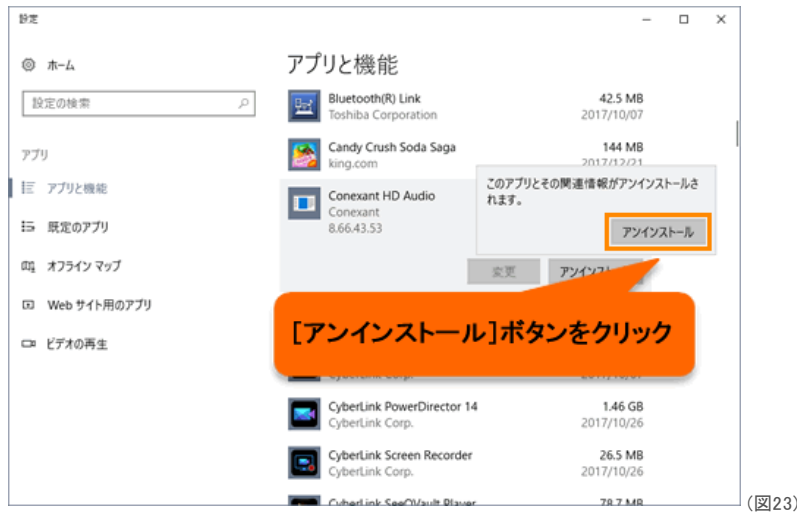 設定
ホーム
設定の検索
アプリ
アプリと機能
既定のアプリ
オフライン マップ
Web サイト用のアプリ
ビデオの再生
アプリと機能
Bluetooth(R) Link 42.5 MB
Toshiba Corporation 2017/10/07
Candy Crush Soda Saga 144 MB
king.com 2017/12/21
Conexant HD Audio
Conexant
8.66.43.53
このアプリとその関連情報がアンインストールさ
れます。
アンインストール
変更
[アンインストール]ボタンをクリック
CyberLink PowerDirector 14 1.46 GB
CyberLink Corp. 2017/10/26
CyberLink Screen Recorder 26.5 MB
CyberLink Corp. 2017/10/26
CyberLink SeeQVault Player 78.7 MB
(図23)